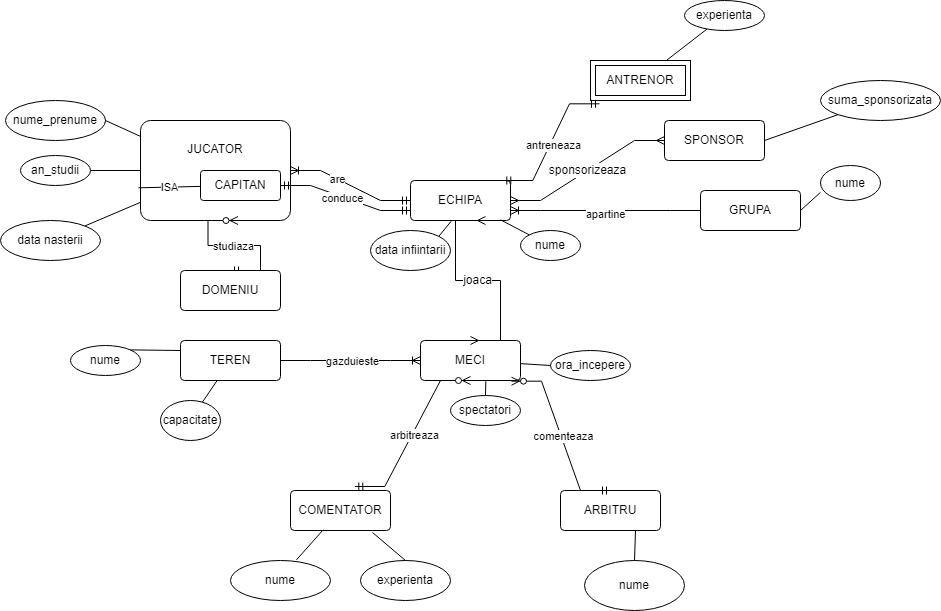 experienta
ANTRENOR
suma_sponsorizata
nume_prenume
JUCATOR
antreneaza
SPONSOR
an_studii
are
sponsorizeaza
ISA
CAPITAN
conduce
ECHIPA
apartine
GRUPA
nume
data nasterii
studiaza
data infiintarii
nume
DOMENIU
joaca
nume
TEREN
gazduieste
MECI
ora_incepere
capacitate
spectatori
arbitreaza
comenteaza
COMENTATOR
ARBITRU
nume
experienta
nume